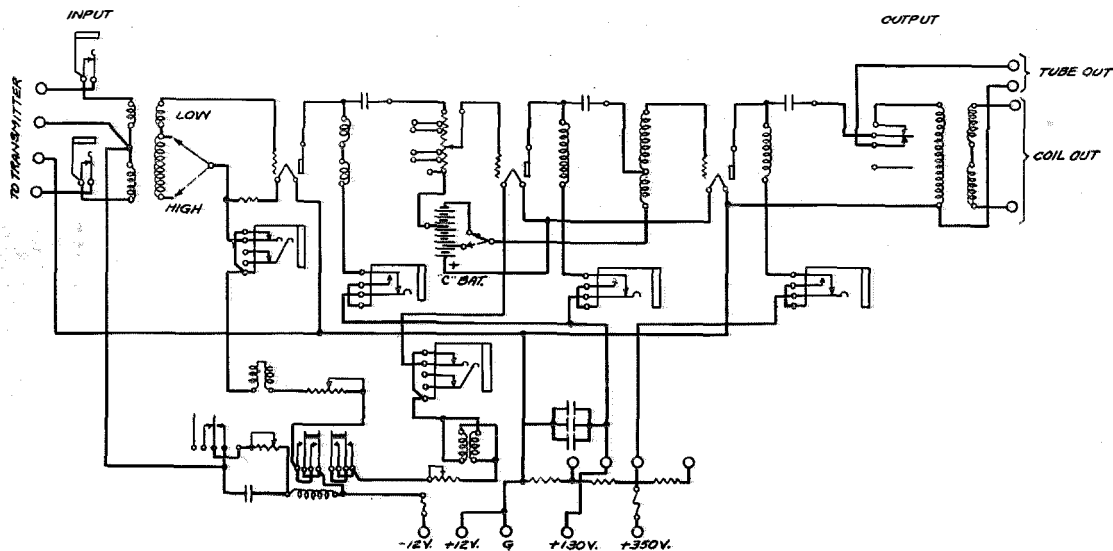 INPUT
OUTPUT
TUBE OUT
TO TRANSMITTER
LOW
COIL OUT
HIGH
+
"C" BAT.
-12V. +12V. G +130V. +350V.